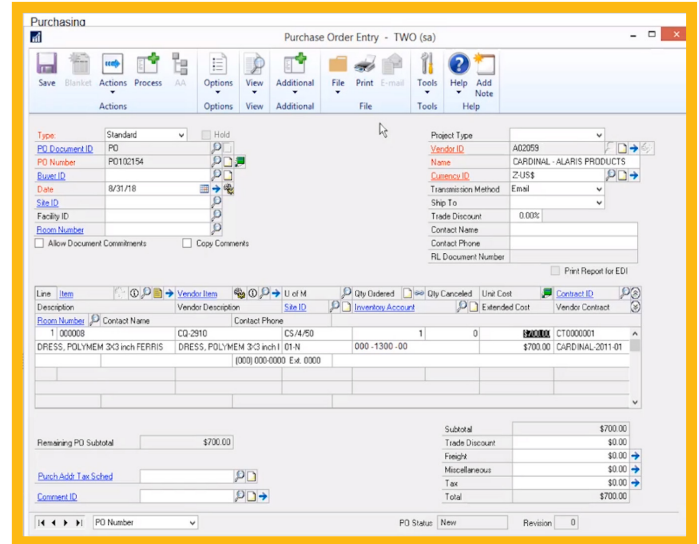 Purchasing
Purchase Order Entry - TWO (sa)
Save Blanket Actions Process AA Options View Additional File Print E-mail Tools Help Add Note
Actions Options View Additional File Tools Help
Type Standard Hold Project Type
PO Document ID PO Vendor ID A02059
PO Number PO102154 Name CARDINAL - ALARIS PRODUCTS
Buyer ID Currency ID Z-US$
Date 8/31/18 Transmission Method Email
Site ID Ship To
Facility ID Trade Discount 0.00%
Room Number Contact Name
Allow Document Commitments Copy Comments Contact Phone
RL Document Number
Print Report for EDI
Line Item Vendor Item U of M Qty Ordered Qty Canceled Unit Cost Contract ID
Description Vendor Description Site ID Inventory Account Extended Cost Vendor Contract
Room Number Contact Name Contact Phone
1 000008 CQ-2910 CS/4/50 1 0 $700.00 CT0000001
DRESS, POLYMEM 3X3 inch FERRIS DRESS, POLYMEM 3X3 inch I 01-N 000 -1300 -00 $700.00 CARDINAL-2011-01
(000) 000-0000 Ext. 0000
Subtotal $700.00
Remaining PO Subtotal $700.00 Trade Discount $0.00
Freight $0.00
Miscellaneous $0.00
Purch Addr Tax Sched Tax $0.00
Comment ID Total $700.00
PO Number PO Status New Revision 0